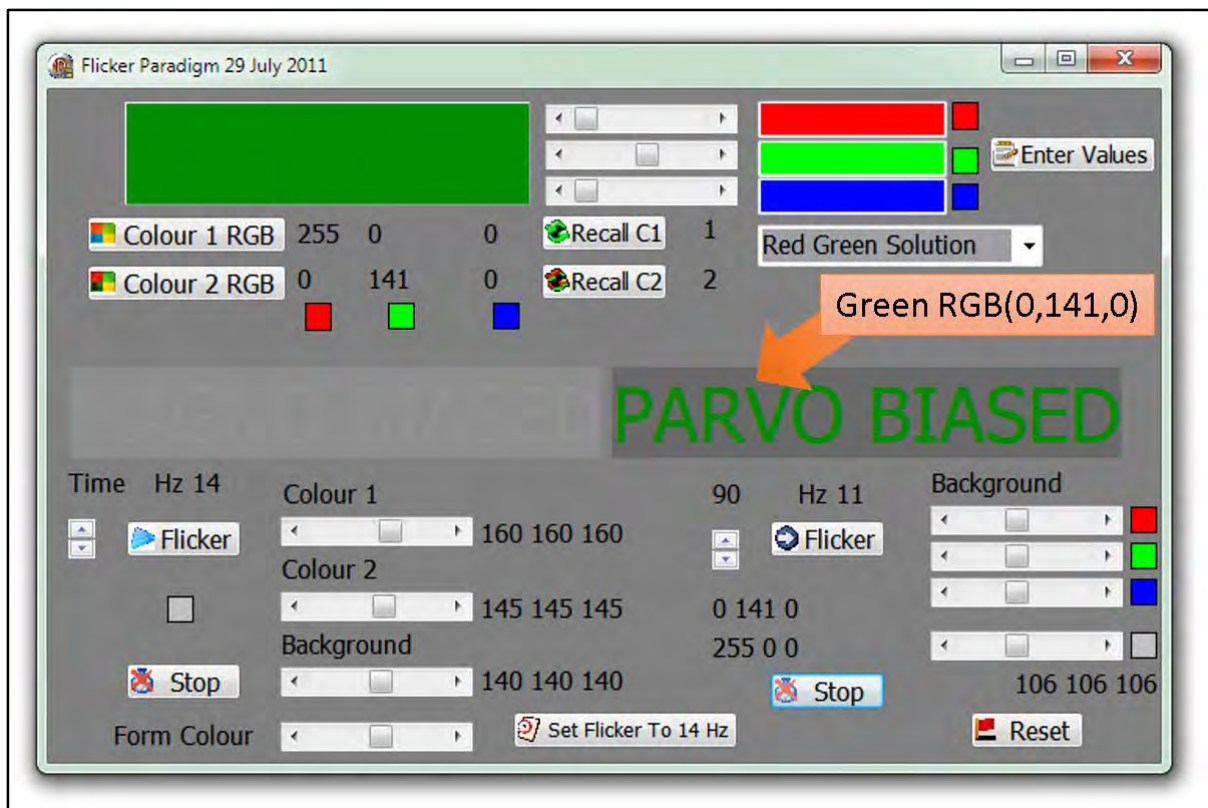 Flicker Paradigm 29 July 2011
Enter Values
Colour 1 RGB 255 0 0 Recall C1 1
Red Green Solution
Colour 2 RGB 0 141 0 Recall C2 2
Green RGB(0,141,0)
PARVO BIASED
Time Hz 14
Colour 1
90 Hz 11
Background
Flicker
160 160 160
Flicker
Colour 2
145 145 145
0 141 0
Background
255 0 0
Stop
140 140 140
Stop
106 106 106
Form Colour
Set Flicker To 14 Hz
Reset